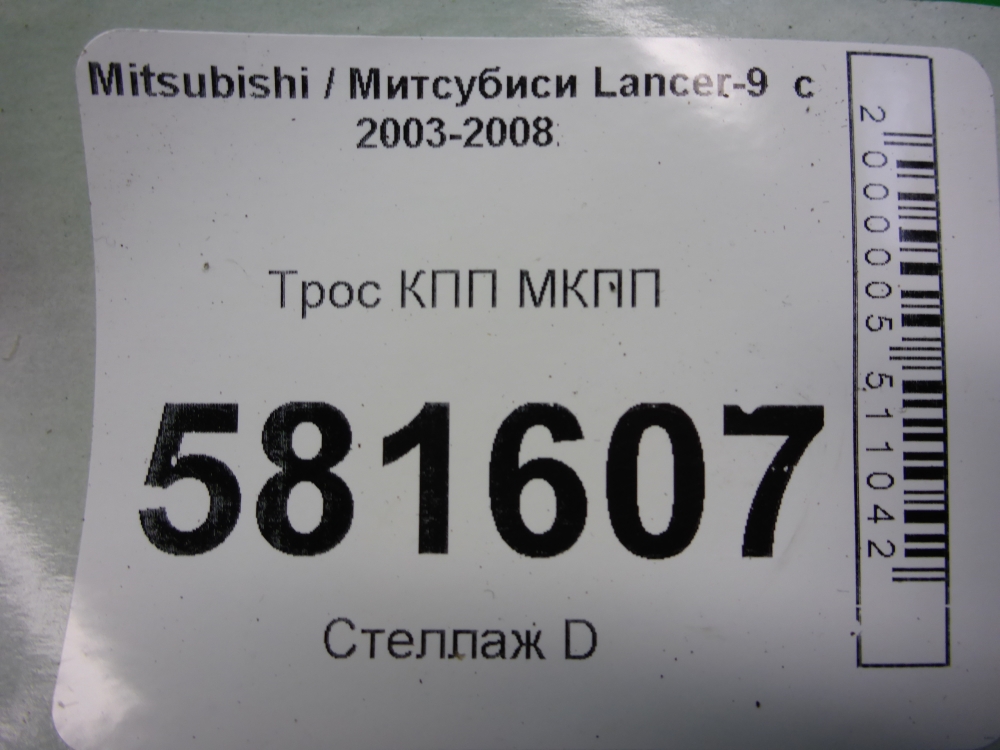 Mitsubishi / Митсубиси Lancer-9 с
2003-2008
Трос КПП МКПП
581607
Стеллаж D
2000005511042